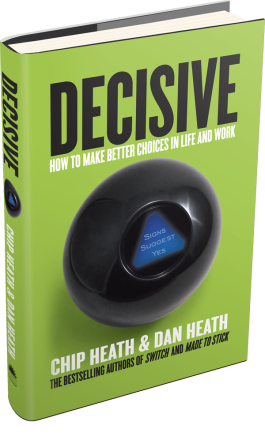 DECISIVE
HOW TO MAKE BETTER CHOICES IN LIFE AND WORK
SIGNS
SUGGEST
YES
CHIP HEATH & DAN HEATH
THE BESTSELLING AUTHORS OF SWITCH AND MADE TO STICK
DECISIVE
CHIP HEATH & DAN HEATH